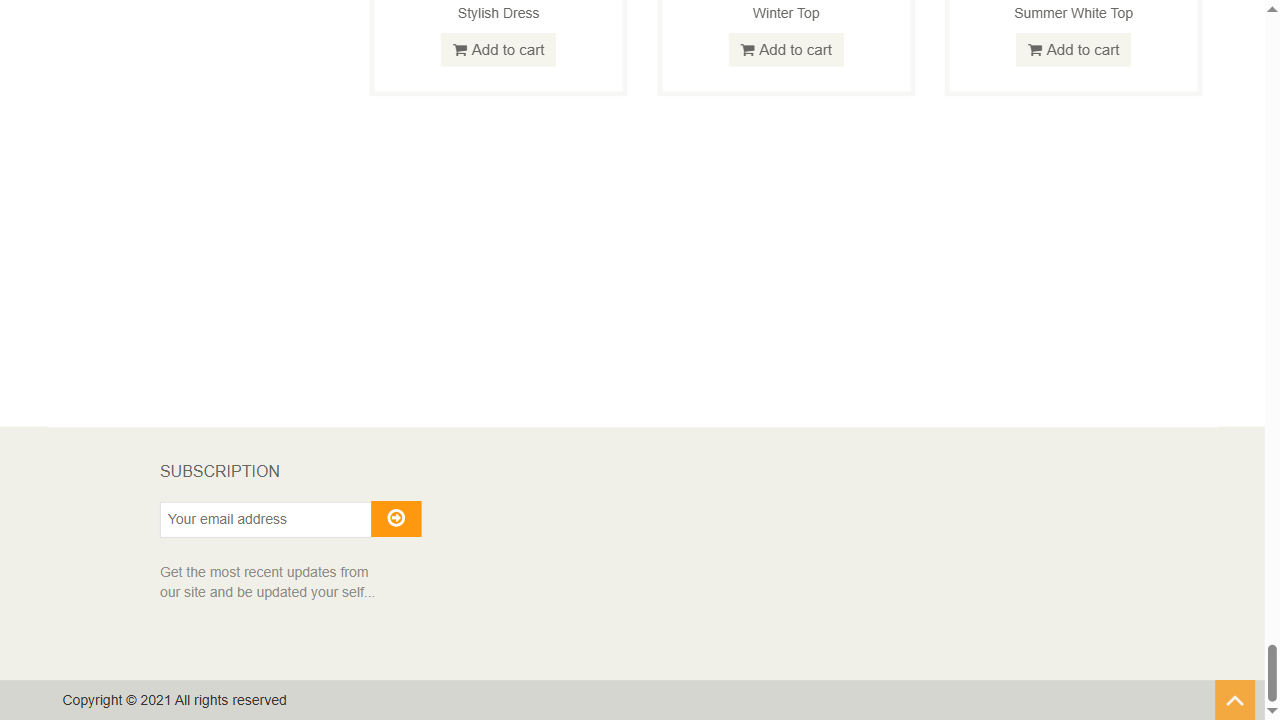 Stylish Dress
Winter Top
Summer White Top
Add to cart
Add to cart
Add to cart
SUBSCRIPTION
Your email address
Get the most recent updates from
our site and be updated your self...
Copyright © 2021 All rights reserved